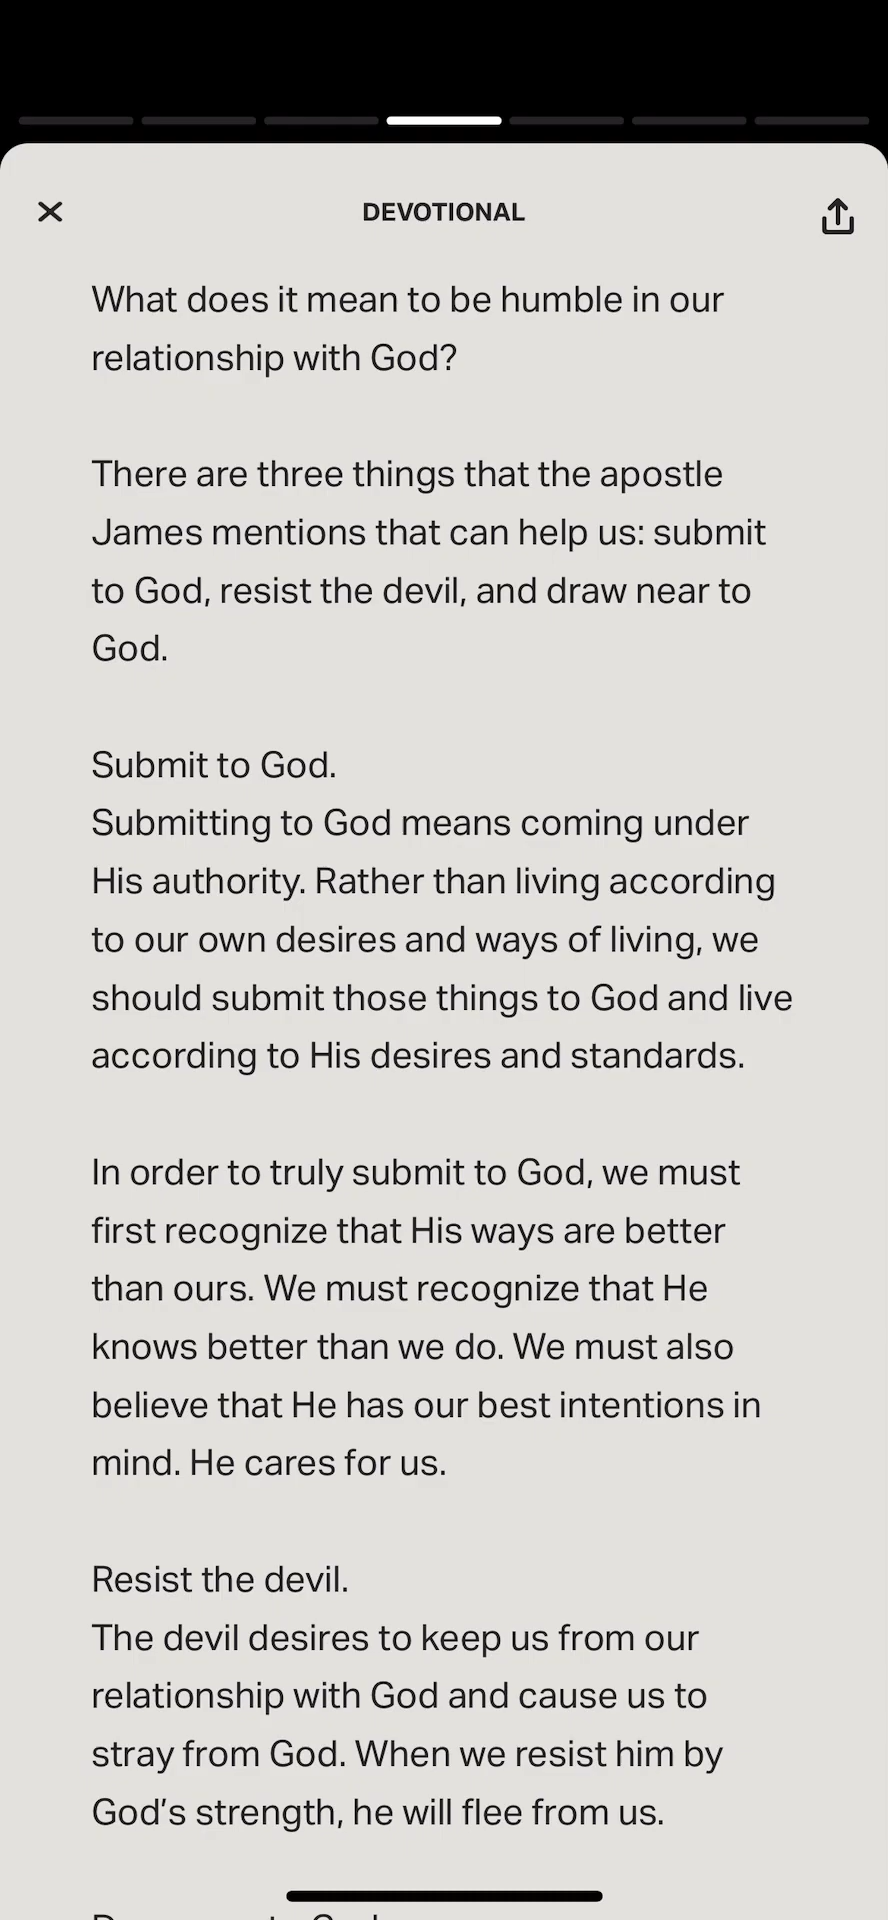 DEVOTIONAL
What does it mean to be humble in our
relationship with God?
There are three things that the apostle
James mentions that can help us: submit
to God, resist the devil, and draw near to
God.
Submit to God.
Submitting to God means coming under
His authority. Rather than living according
to our own desires and ways of living, we
should submit those things to God and live
according to His desires and standards.
In order to truly submit to God, we must
first recognize that His ways are better
than ours. We must recognize that He
knows better than we do. We must also
believe that He has our best intentions in
mind. He cares for us.
Resist the devil.
The devil desires to keep us from our
relationship with God and cause us to
stray from God. When we resist him by
God’s strength, he will flee from us.